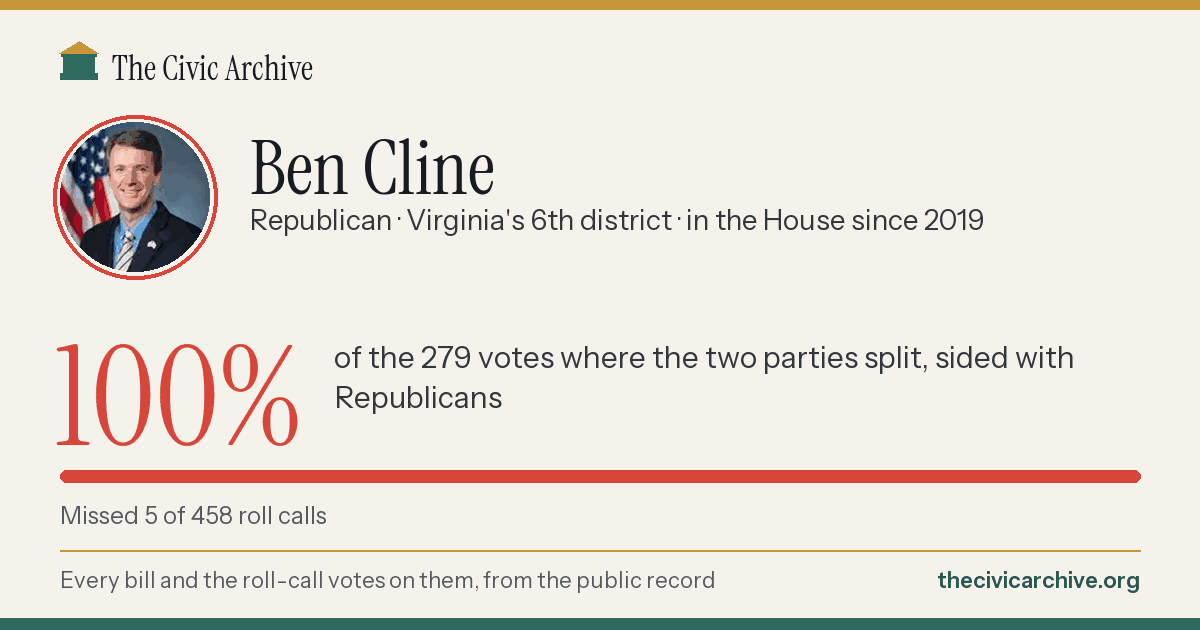 The Civic Archive
Ben Cline
Republican · Virginia's 6th district · in the House since 2019
100%
of the 279 votes where the two parties split, sided with
Republicans
Missed 5 of 458 roll calls
Every bill and the roll-call votes on them, from the public record
thecivicarchive.org